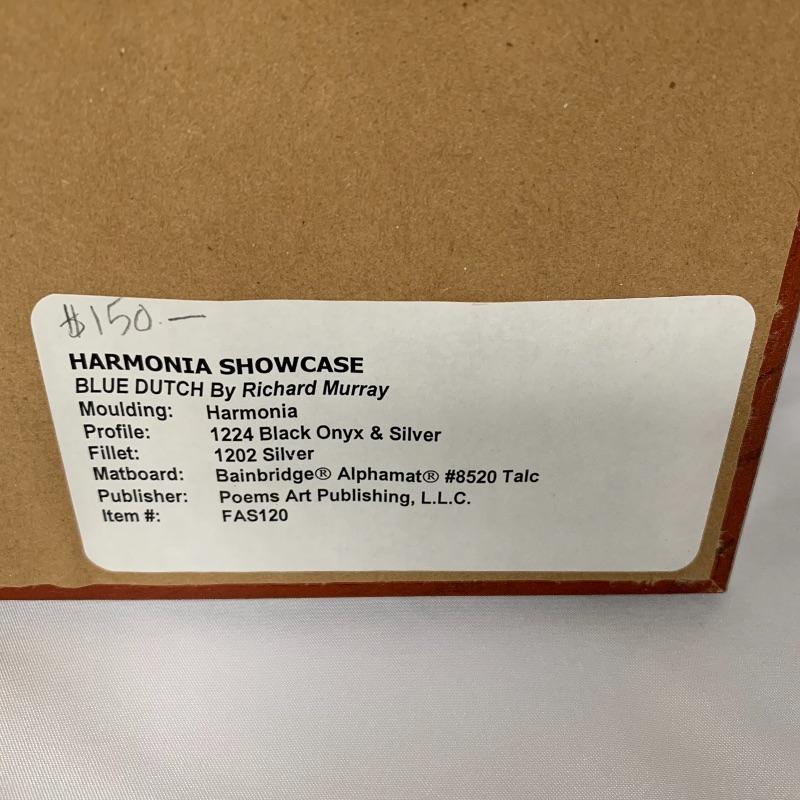 $150.—
HARMONIA SHOWCASE
BLUE DUTCH By Richard Murray
Moulding: Harmonia
Profile: 1224 Black Onyx & Silver
Fillet: 1202 Silver
Matboard: Bainbridge® Alphamat® #8520 Talc
Publisher: Poems Art Publishing, L.L.C.
Item #: FAS120